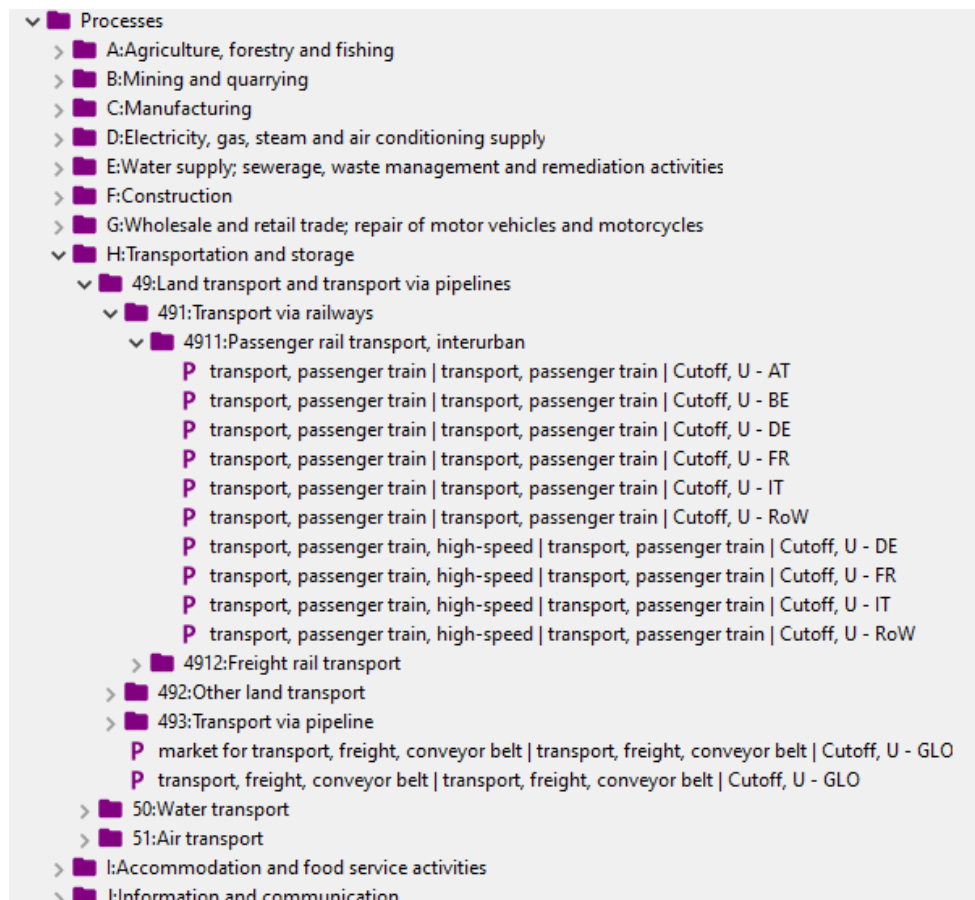 Processes
A:Agriculture, forestry and fishing
B:Mining and quarrying
C:Manufacturing
D:Electricity, gas, steam and air conditioning supply
E:Water supply; sewerage, waste management and remediation activities
F:Construction
G:Wholesale and retail trade; repair of motor vehicles and motorcycles
H:Transportation and storage
49:Land transport and transport via pipelines
491:Transport via railways
4911:Passenger rail transport, interurban
P transport, passenger train | transport, passenger train | Cutoff, U - AT
P transport, passenger train | transport, passenger train | Cutoff, U - BE
P transport, passenger train | transport, passenger train | Cutoff, U - DE
P transport, passenger train | transport, passenger train | Cutoff, U - FR
P transport, passenger train | transport, passenger train | Cutoff, U - IT
P transport, passenger train | transport, passenger train | Cutoff, U - RoW
P transport, passenger train, high-speed | transport, passenger train | Cutoff, U - DE
P transport, passenger train, high-speed | transport, passenger train | Cutoff, U - FR
P transport, passenger train, high-speed | transport, passenger train | Cutoff, U - IT
P transport, passenger train, high-speed | transport, passenger train | Cutoff, U - RoW
4912:Freight rail transport
492:Other land transport
493:Transport via pipeline
P market for transport, freight, conveyor belt | transport, freight, conveyor belt | Cutoff, U - GLO
P transport, freight, conveyor belt | transport, freight, conveyor belt | Cutoff, U - GLO
50:Water transport
51:Air transport
I:Accommodation and food service activities
J:Information and communication